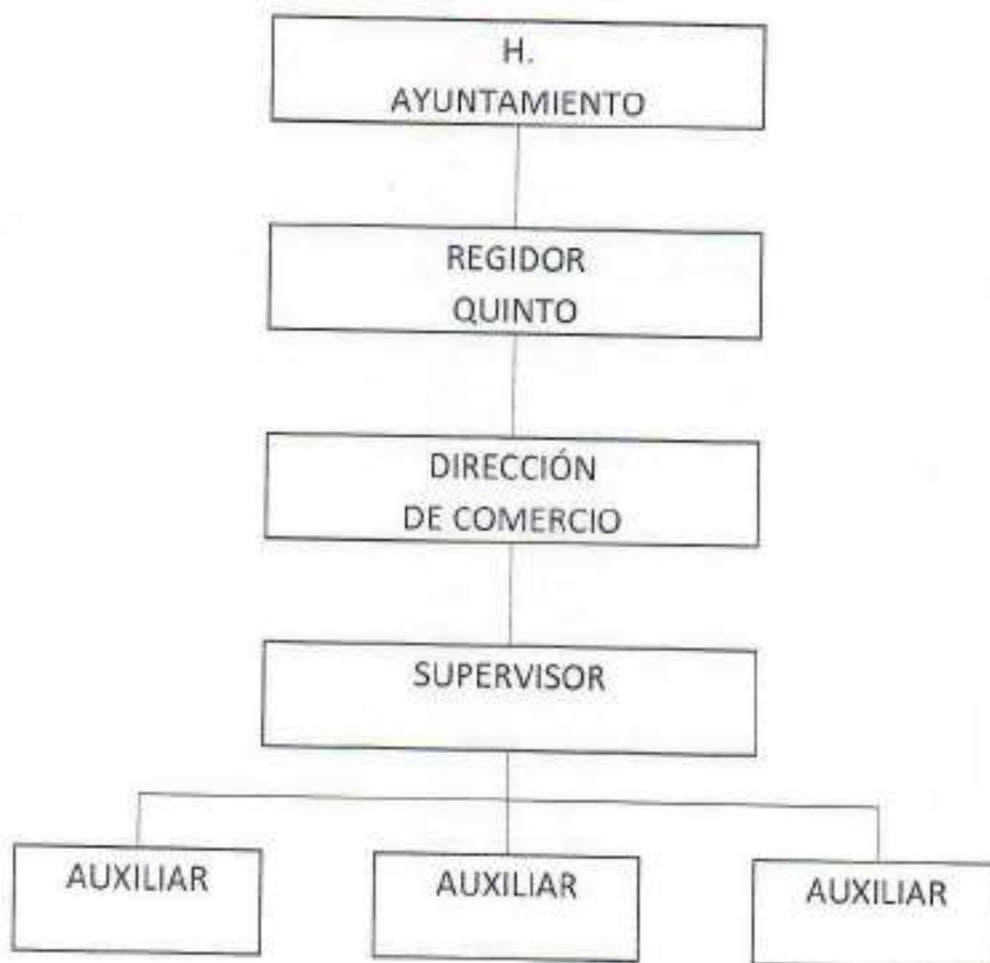 H.
AYUNTAMIENTO
REGIDOR
QUINTO
DIRECCIÓN
DE COMERCIO
SUPERVISOR
AUXILIAR
AUXILIAR
AUXILIAR